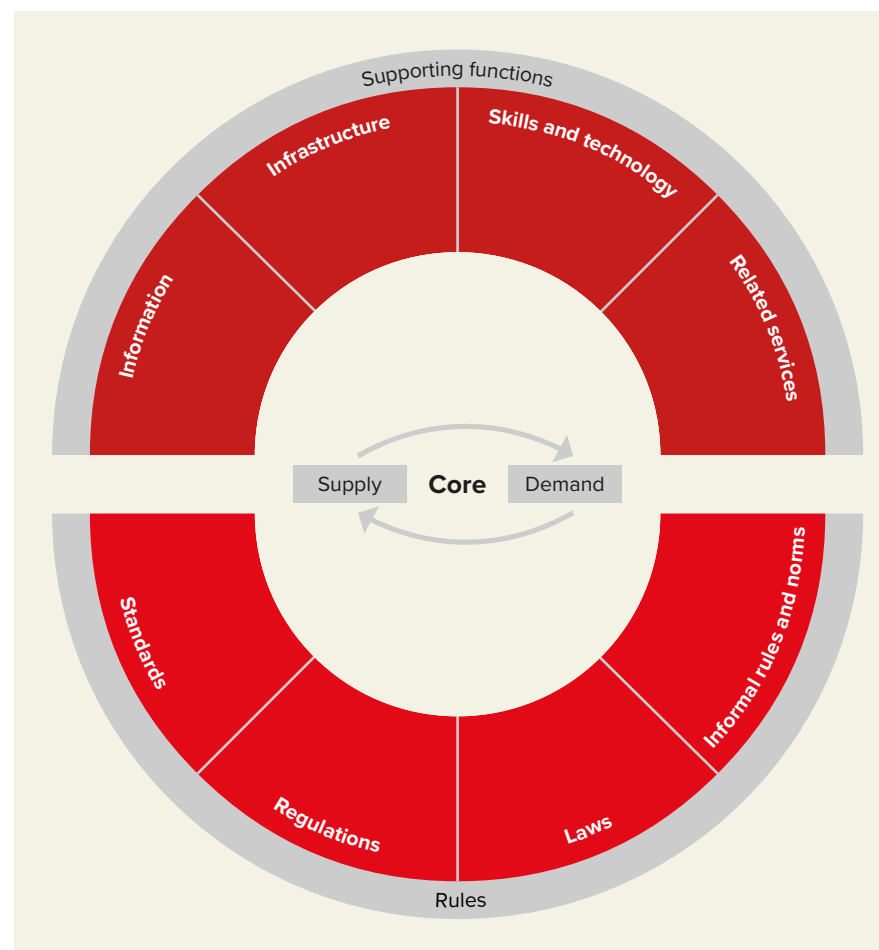 Supporting functions
Infrastructure
Skills and technology
Information
Related services
Supply
Core
Demand
Standards
Informal rules and norms
Regulations
Laws
Rules